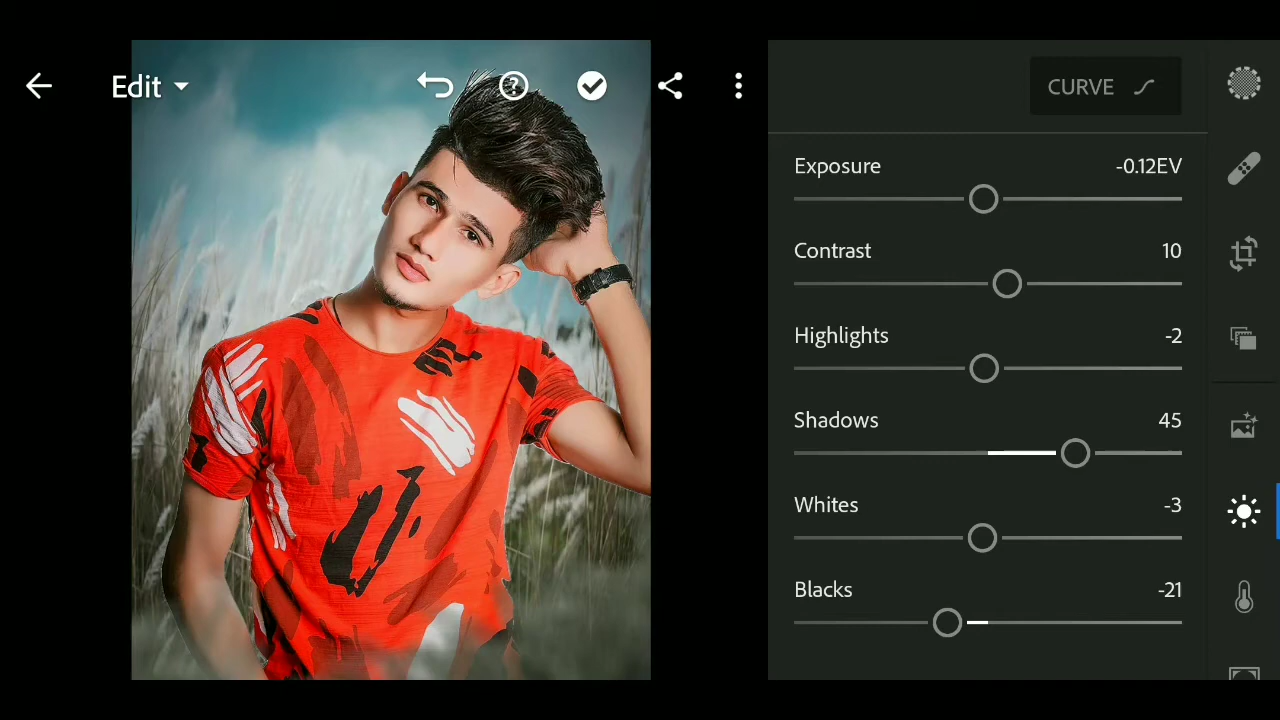 Edit
CURVE
Exposure -0.12EV
Contrast 10
Highlights -2
Shadows 45
Whites -3
Blacks -21